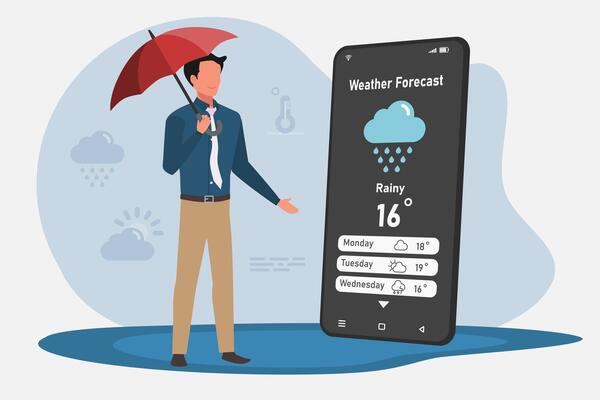 Weather Forecast
Rainy
16°
Monday 18°
Tuesday 19°
Wednesday 16°